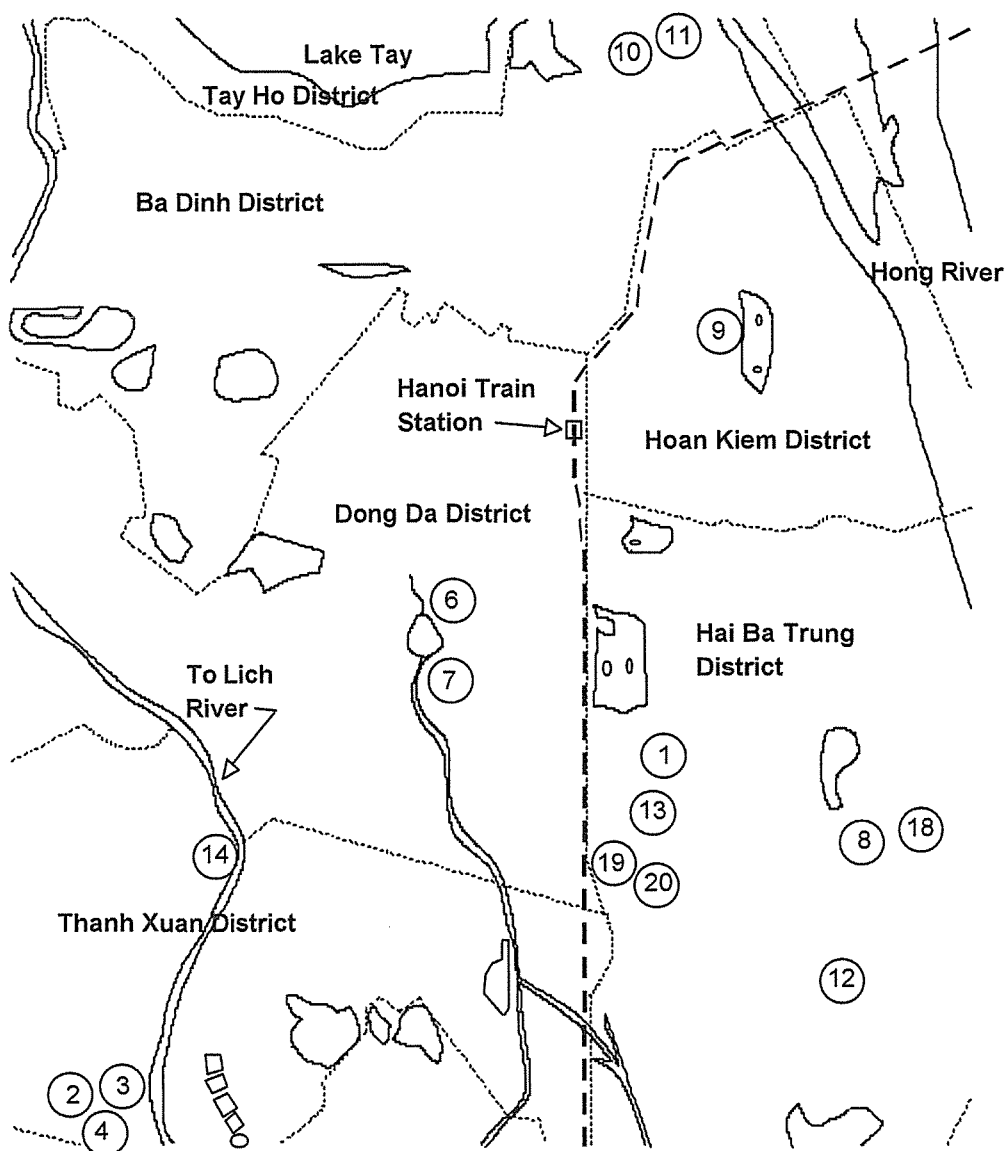 10
11
Lake Tay
Tay Ho District
Ba Dinh District
Hong River
9
Hanoi Train
Station
Hoan Kiem District
Dong Da District
6
Hai Ba Trung
District
7
To Lich
River
1
13
8
18
14
19
20
Thanh Xuan District
12
2
3
4